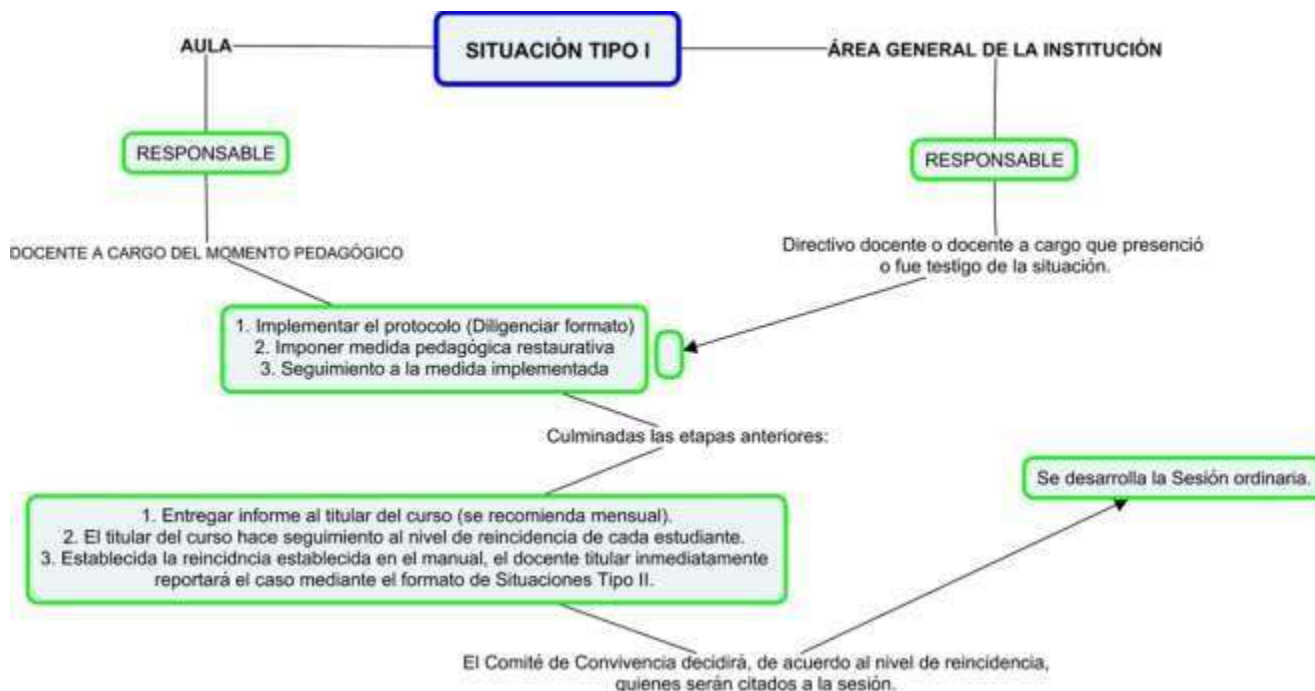 AULA
SITUACIÓN TIPO I
ÁREA GENERAL DE LA INSTITUCIÓN
RESPONSABLE
RESPONSABLE
DOCENTE A CARGO DEL MOMENTO PEDAGÓGICO
Directivo docente o docente a cargo que presenció
o fue testigo de la situación.
1. Implementar el protocolo (Diligenciar formato)
2. Imponer medida pedagógica restaurativa
3. Seguimiento a la medida implementada
Culminadas las etapas anteriores:
Se desarrolla la Sesión ordinaria.
1. Entregar informe al titular del curso (se recomienda mensual).
2. El titular del curso hace seguimiento al nivel de reincidencia de cada estudiante.
3. Establecida la reincidncia establecida en el manual, el docente titular inmediatamente
reportará el caso mediante el formato de Situaciones Tipo II.
El Comité de Convivencia decidirá, de acuerdo al nivel de reincidencia,
quienes serán citados a la sesión.